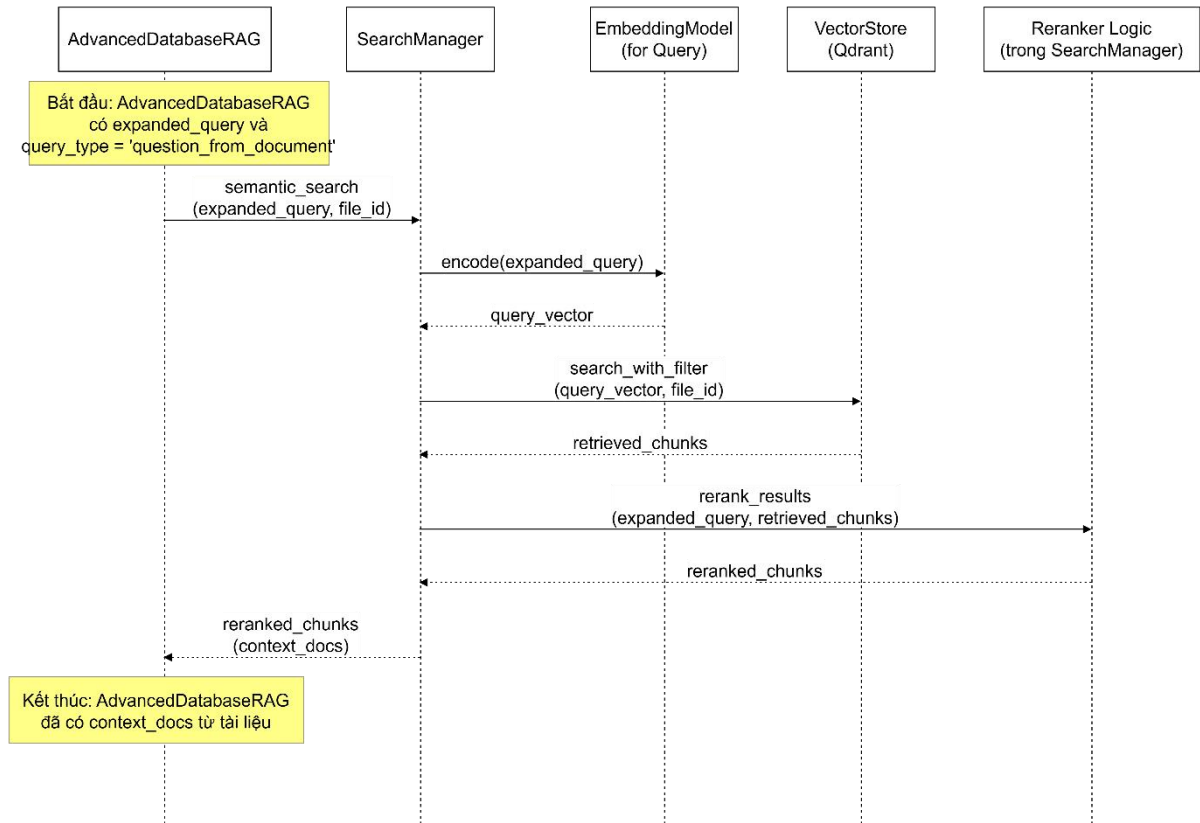 AdvancedDatabaseRAG
SearchManager
EmbeddingModel
(for Query)
VectorStore
(Qdrant)
Reranker Logic
(trong SearchManager)
Bắt đầu: AdvancedDatabaseRAG
có expanded_query và
query_type = 'question_from_document'
semantic_search
(expanded_query, file_id)
encode(expanded_query)
query_vector
search_with_filter
(query_vector, file_id)
retrieved_chunks
rerank_results
(expanded_query, retrieved_chunks)
reranked_chunks
reranked_chunks
(context_docs)
Kết thúc: AdvancedDatabaseRAG
đã có context_docs từ tài liệu